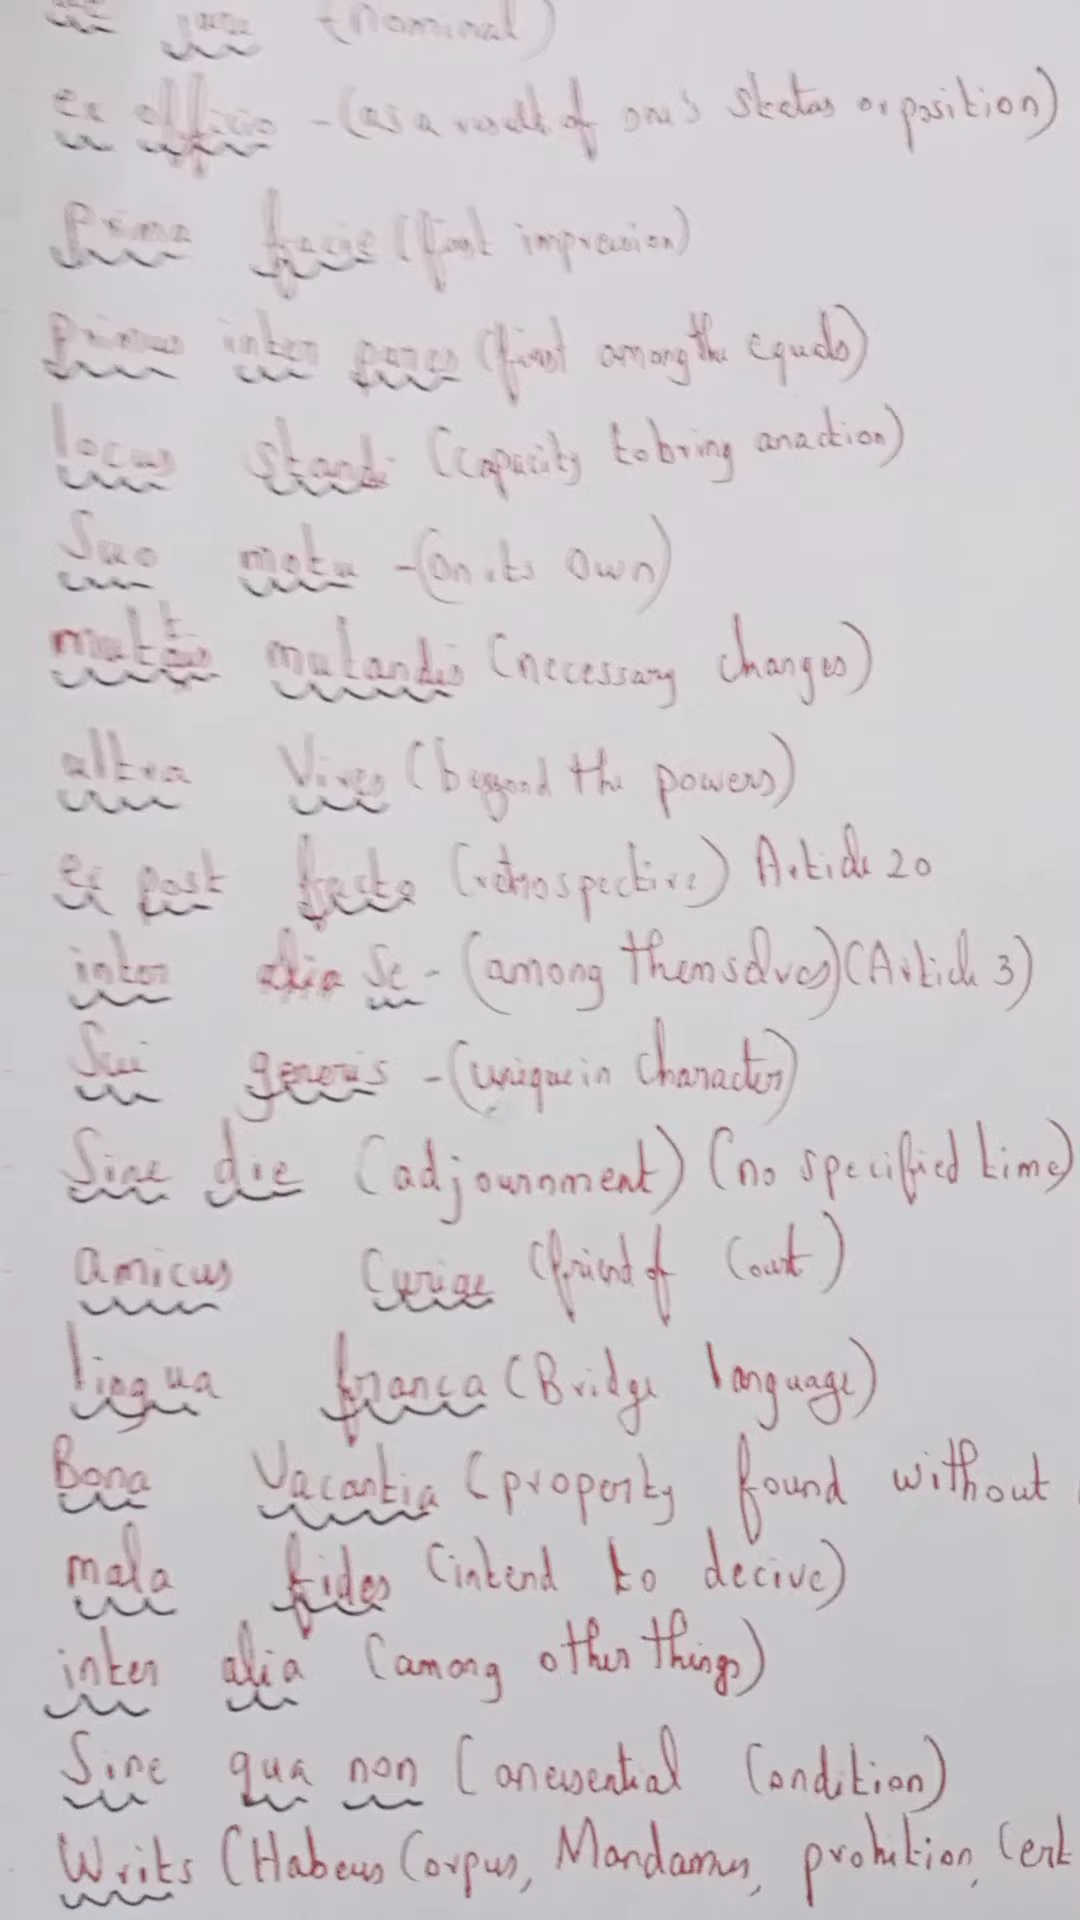 jure (nominal)
ex officio - (as a result of one's status or position)
Prima facie (first impression)
primus inter pares (first among the equals)
locus standi (capacity to bring an action)
Suo motu - (on its own)
mutatis mutandis (necessary changes)
ultra Vires (beyond the powers)
ex post facto (retrospective) Article 20
inter Se - (among themselves) (Article 3)
Sui generis - (unique in character)
Sine die (adjournment) (no specified time)
amicus Curiae (friend of Court)
lingua franca (Bridge language)
Bona Vacantia (property found without
mala fides (intend to decive)
inter alia (among other things)
Sine qua non (an essential Condition)
Writs (Habeus Corpus, Mandamus, prohibition, Cert